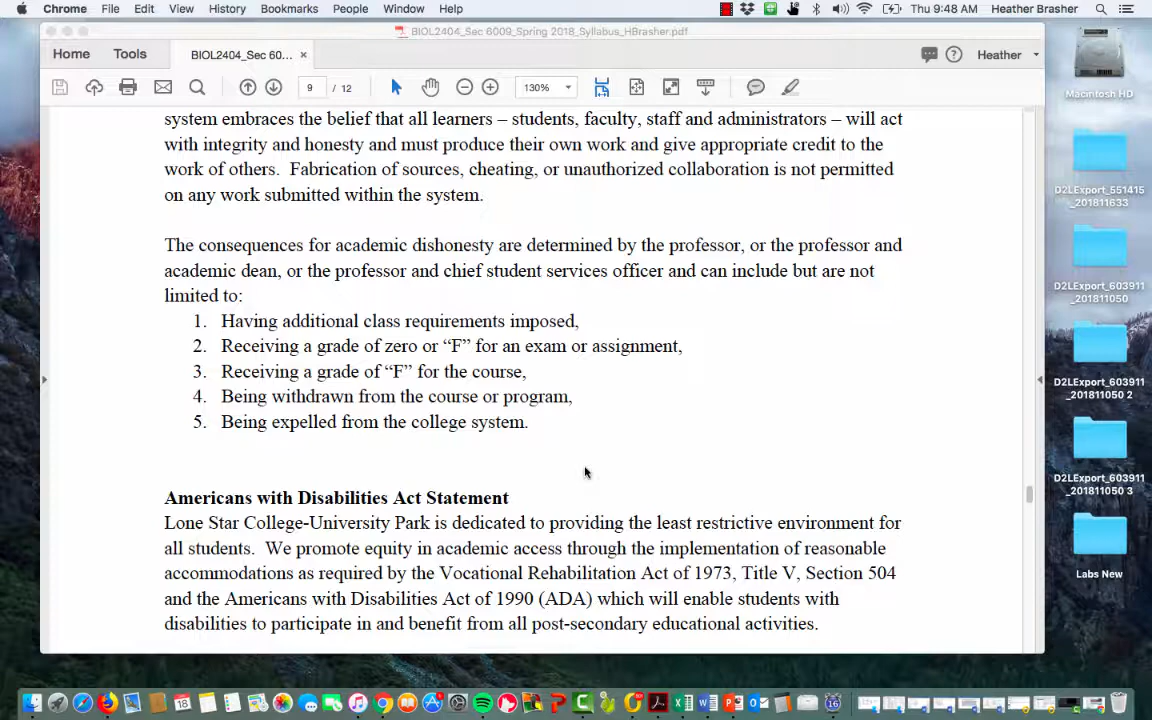 Chrome File Edit View History Bookmarks People Window Help Thu 9:48 AM Heather Brasher
BIOL2404_Sec 6009_Spring 2018_Syllabus_HBrasher.pdf
Home Tools BIOL2404_Sec 60... × Heather
9 / 12 130%
system embraces the belief that all learners – students, faculty, staff and administrators – will act
with integrity and honesty and must produce their own work and give appropriate credit to the
work of others.  Fabrication of sources, cheating, or unauthorized collaboration is not permitted
on any work submitted within the system.
The consequences for academic dishonesty are determined by the professor, or the professor and
academic dean, or the professor and chief student services officer and can include but are not
limited to:
1. Having additional class requirements imposed,
2. Receiving a grade of zero or “F” for an exam or assignment,
3. Receiving a grade of “F” for the course,
4. Being withdrawn from the course or program,
5. Being expelled from the college system.
Americans with Disabilities Act Statement
Lone Star College-University Park is dedicated to providing the least restrictive environment for
all students.  We promote equity in academic access through the implementation of reasonable
accommodations as required by the Vocational Rehabilitation Act of 1973, Title V, Section 504
and the Americans with Disabilities Act of 1990 (ADA) which will enable students with
disabilities to participate in and benefit from all post-secondary educational activities.
Macintosh HD
D2LExport_551415
_201811633
D2LExport_603911
_201811050
D2LExport_603911
_201811050 2
D2LExport_603911
_201811050 3
Labs New
18
16